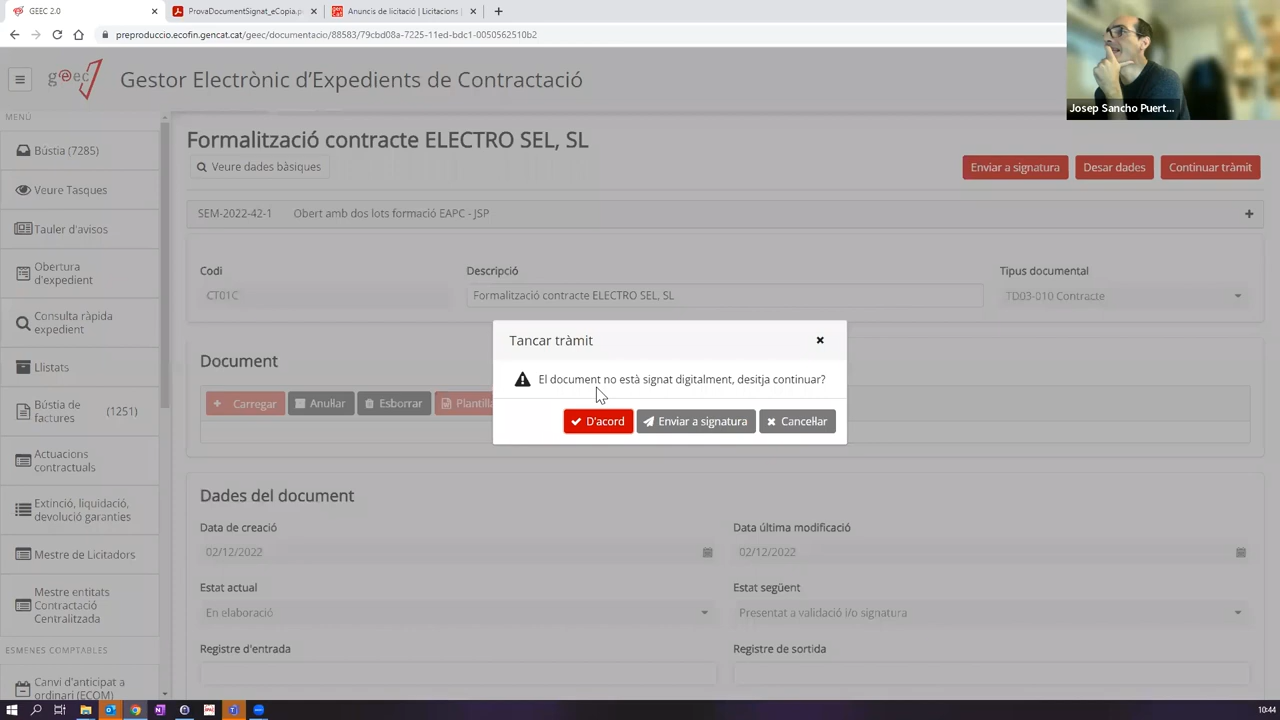 GEEC 2.0
ProvaDocumentSignat_eCopia.p
Anuncis de licitació | Licitacions
preproduccio.ecofin.gencat.cat/geec/documentacio/88583/79cbd08a-7225-11ed-bdc1-0050562510b2
Josep Sancho Puert...
geec
Gestor Electrònic d'Expedients de Contractació
MENÚ
Bústia (7285)
Veure Tasques
Tauler d'avisos
Obertura
d'expedient
Consulta ràpida
expedient
Llistats
Bústia de
factures
(1251)
Actuacions
contractuals
Extinció, liquidació,
devolució garanties
Mestre de Licitadors
Mestre entitats
Contractació
Centralitzada
ESMENES COMPTABLES
Canvi d'anticipat a
ordinari (ECOM)
Formalització contracte ELECTRO SEL, SL
Veure dades bàsiques
Enviar a signatura
Desar dades
Continuar tràmit
SEM-2022-42-1 Obert amb dos lots formació EAPC - JSP
Codi
Descripció
Tipus documental
CT01C
Formalització contracte ELECTRO SEL, SL
TD03-010 Contracte
Document
Carregar
Anul·lar
Esborrar
Tancar tràmit
El document no està signat digitalment, desitja continuar?
D'acord
Enviar a signatura
Cancel·lar
Dades del document
Data de creació
Data última modificació
02/12/2022
02/12/2022
Estat actual
Estat següent
En elaboració
Presentat a validació i/o signatura
Registre d'entrada
Registre de sortida
10:44